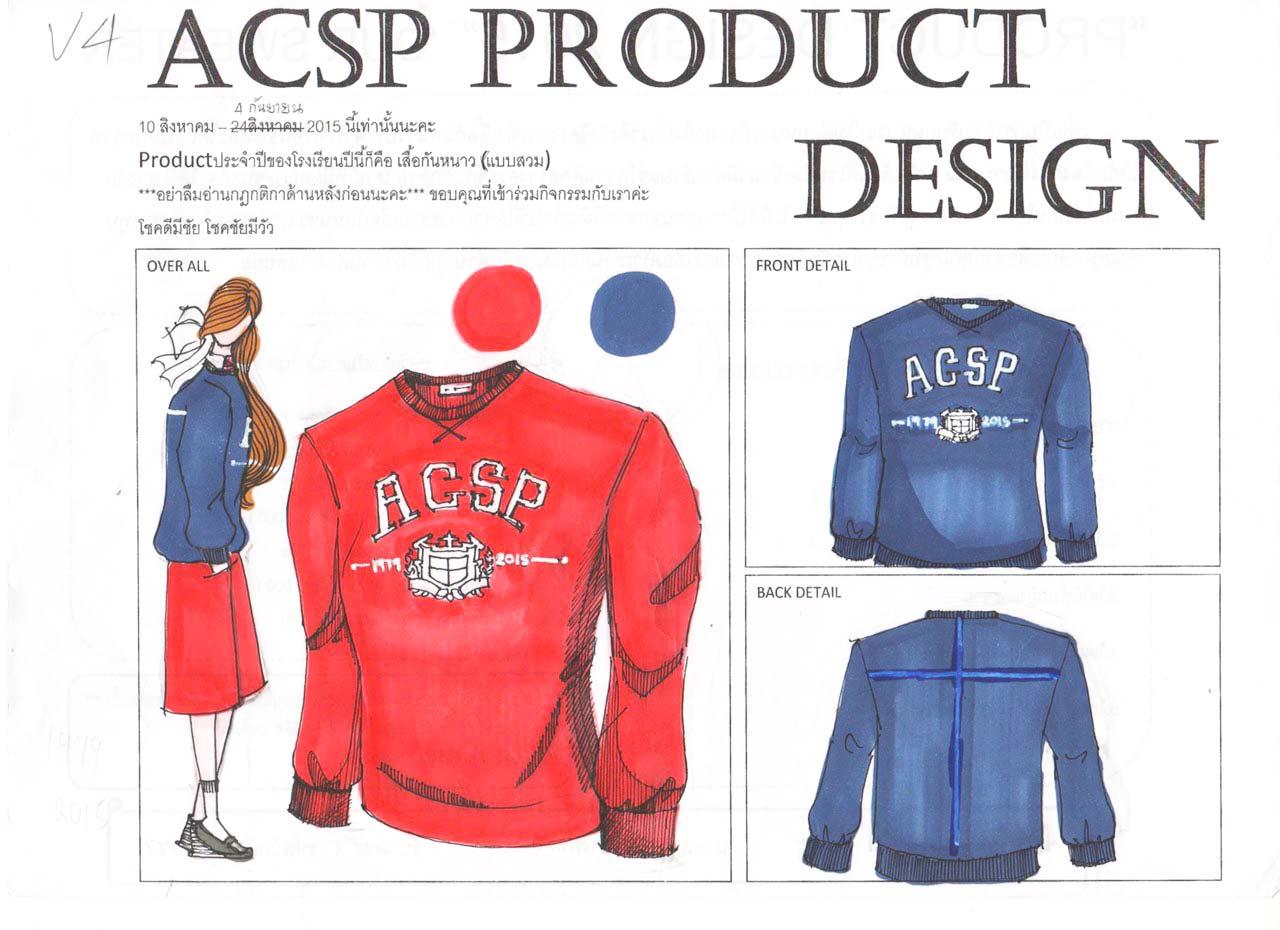 V4
ACSP PRODUCT
DESIGN
4 กันยายน
10 สิงหาคม – 24สิงหาคม 2015 นี้เท่านั้นนะคะ
Productประจำปีของโรงเรียนปีนี้ก็คือ เสื้อกันหนาว (แบบสวม)
***อย่าลืมอ่านกฎกติกาด้านหลังก่อนนะคะ*** ขอบคุณที่เข้าร่วมกิจกรรมกับเราค่ะ
โชคดีมีชัย โชคชัยมีวัว
OVER ALL
ACSP
1979 2015
FRONT DETAIL
ACSP
1979 2015
BACK DETAIL